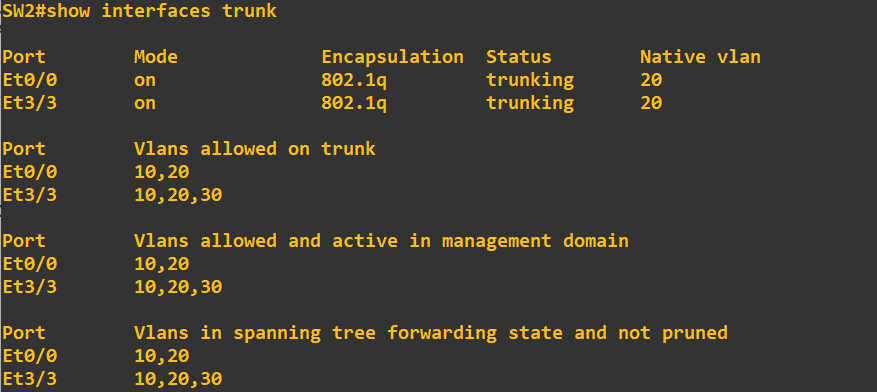 SW2#show interfaces trunk
Port Mode Encapsulation Status Native vlan
Et0/0 on 802.1q trunking 20
Et3/3 on 802.1q trunking 20
Port Vlans allowed on trunk
Et0/0 10,20
Et3/3 10,20,30
Port Vlans allowed and active in management domain
Et0/0 10,20
Et3/3 10,20,30
Port Vlans in spanning tree forwarding state and not pruned
Et0/0 10,20
Et3/3 10,20,30